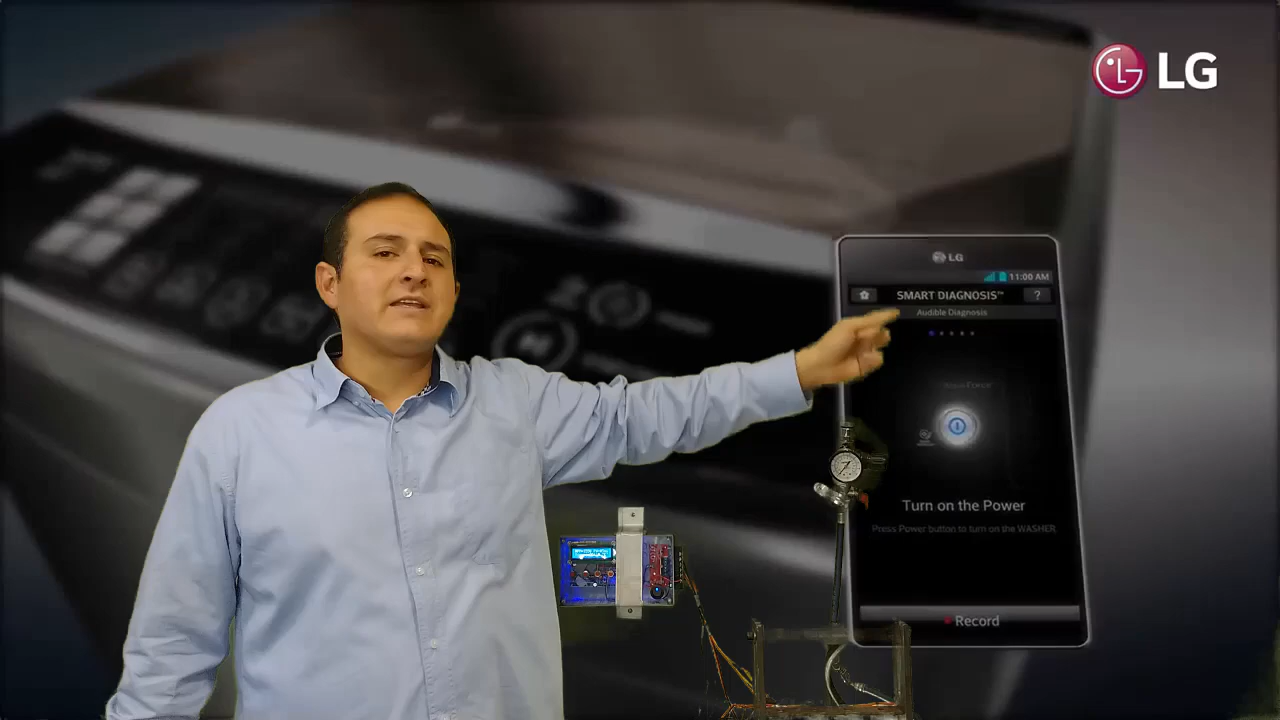 LG
LG
11:00 AM
SMART DIAGNOSIS™
?
Audible Diagnosis
Turn on the Power
Press Power button to turn on the WASHER
Record